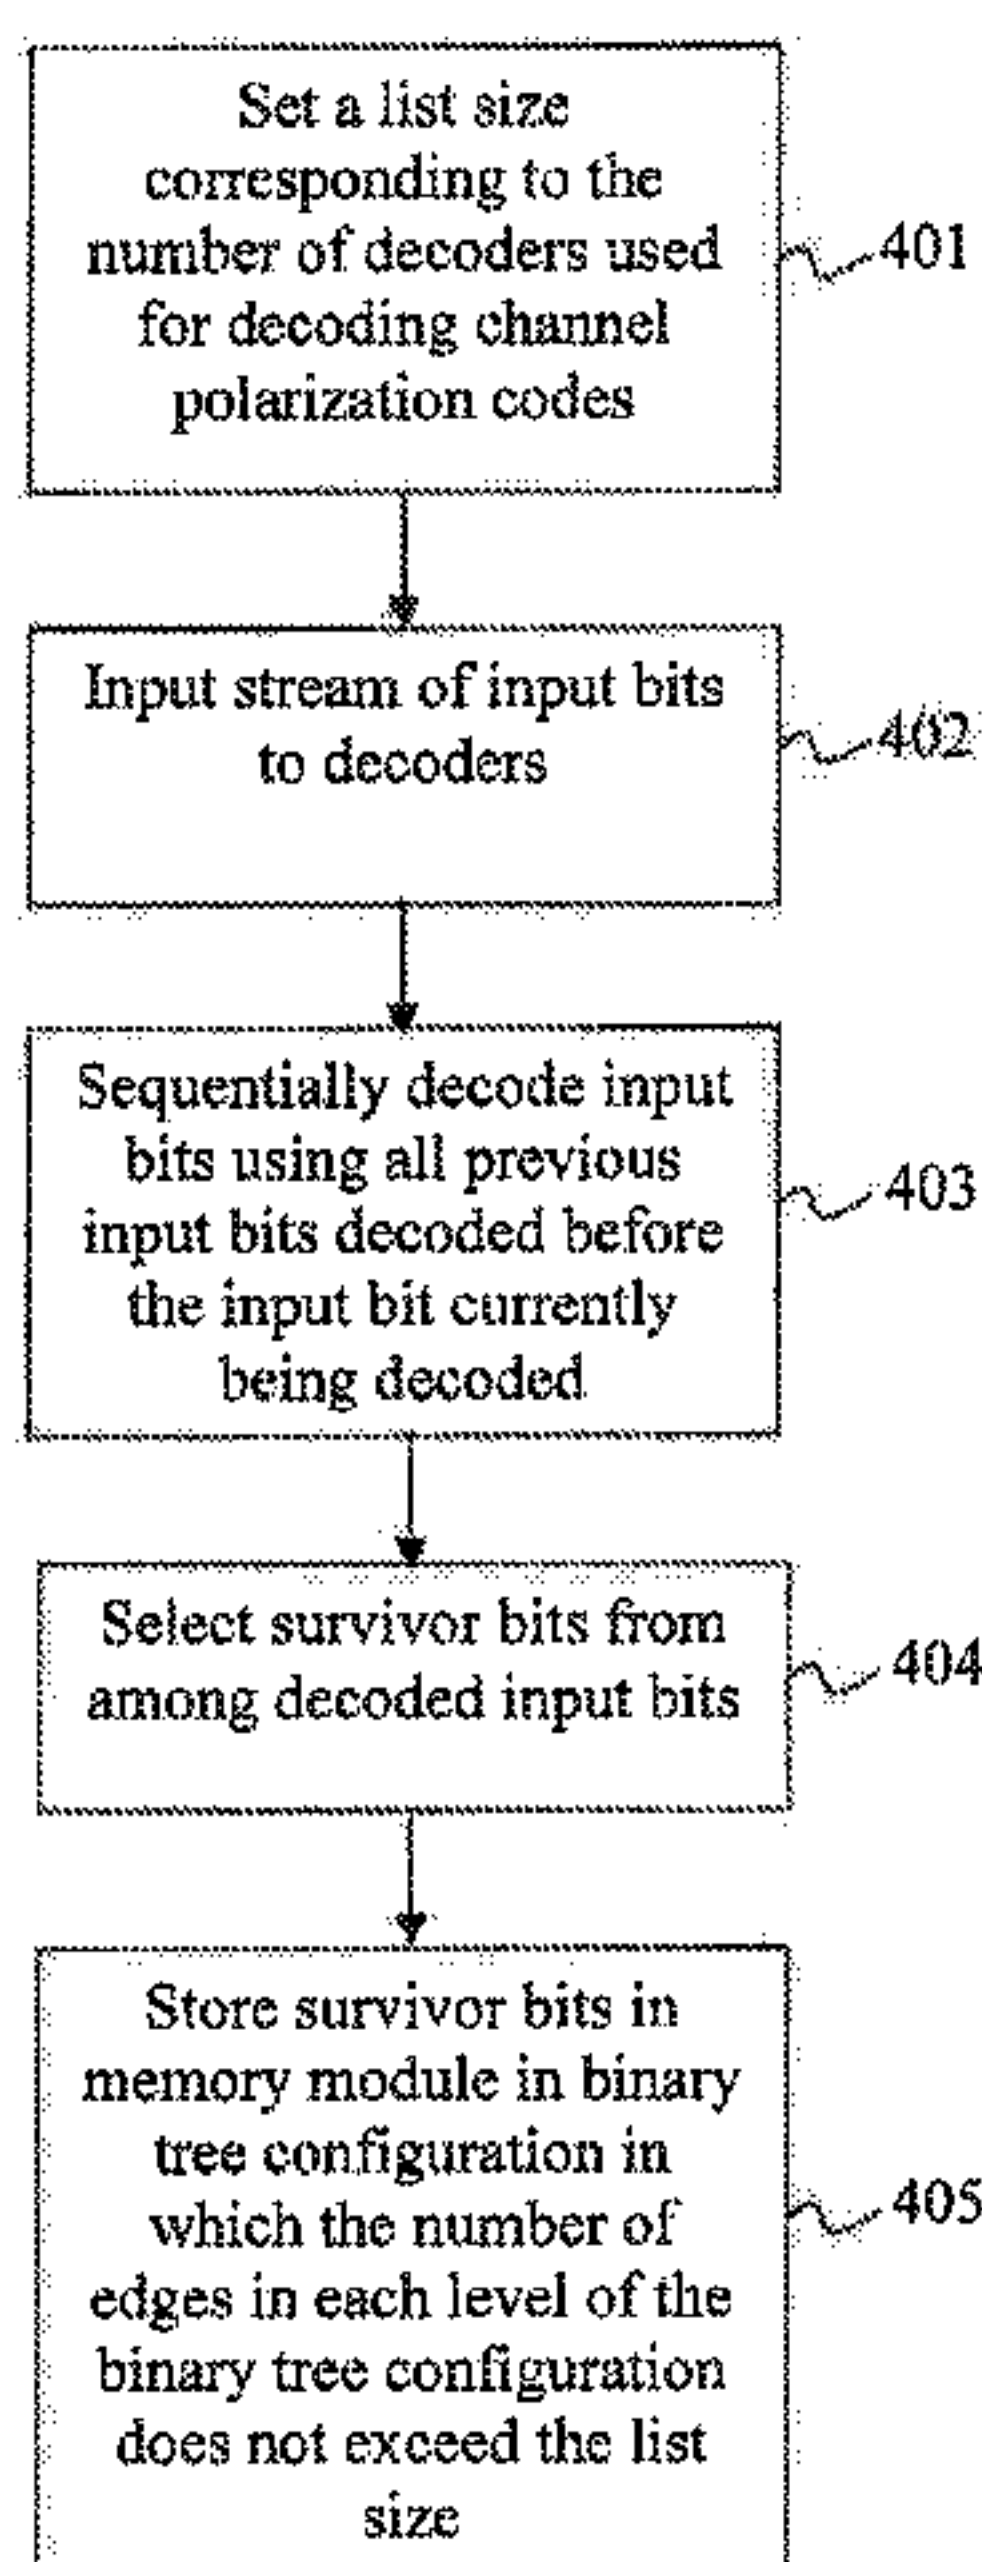 Set a list size
corresponding to the
number of decoders used
for decoding channel
polarization codes
401
Input stream of input bits
to decoders
402
Sequentially decode input
bits using all previous
input bits decoded before
the input bit currently
being decoded
403
Select survivor bits from
among decoded input bits
404
Store survivor bits in
memory module in binary
tree configuration in
which the number of
edges in each level of the
binary tree configuration
does not exceed the list
size
405